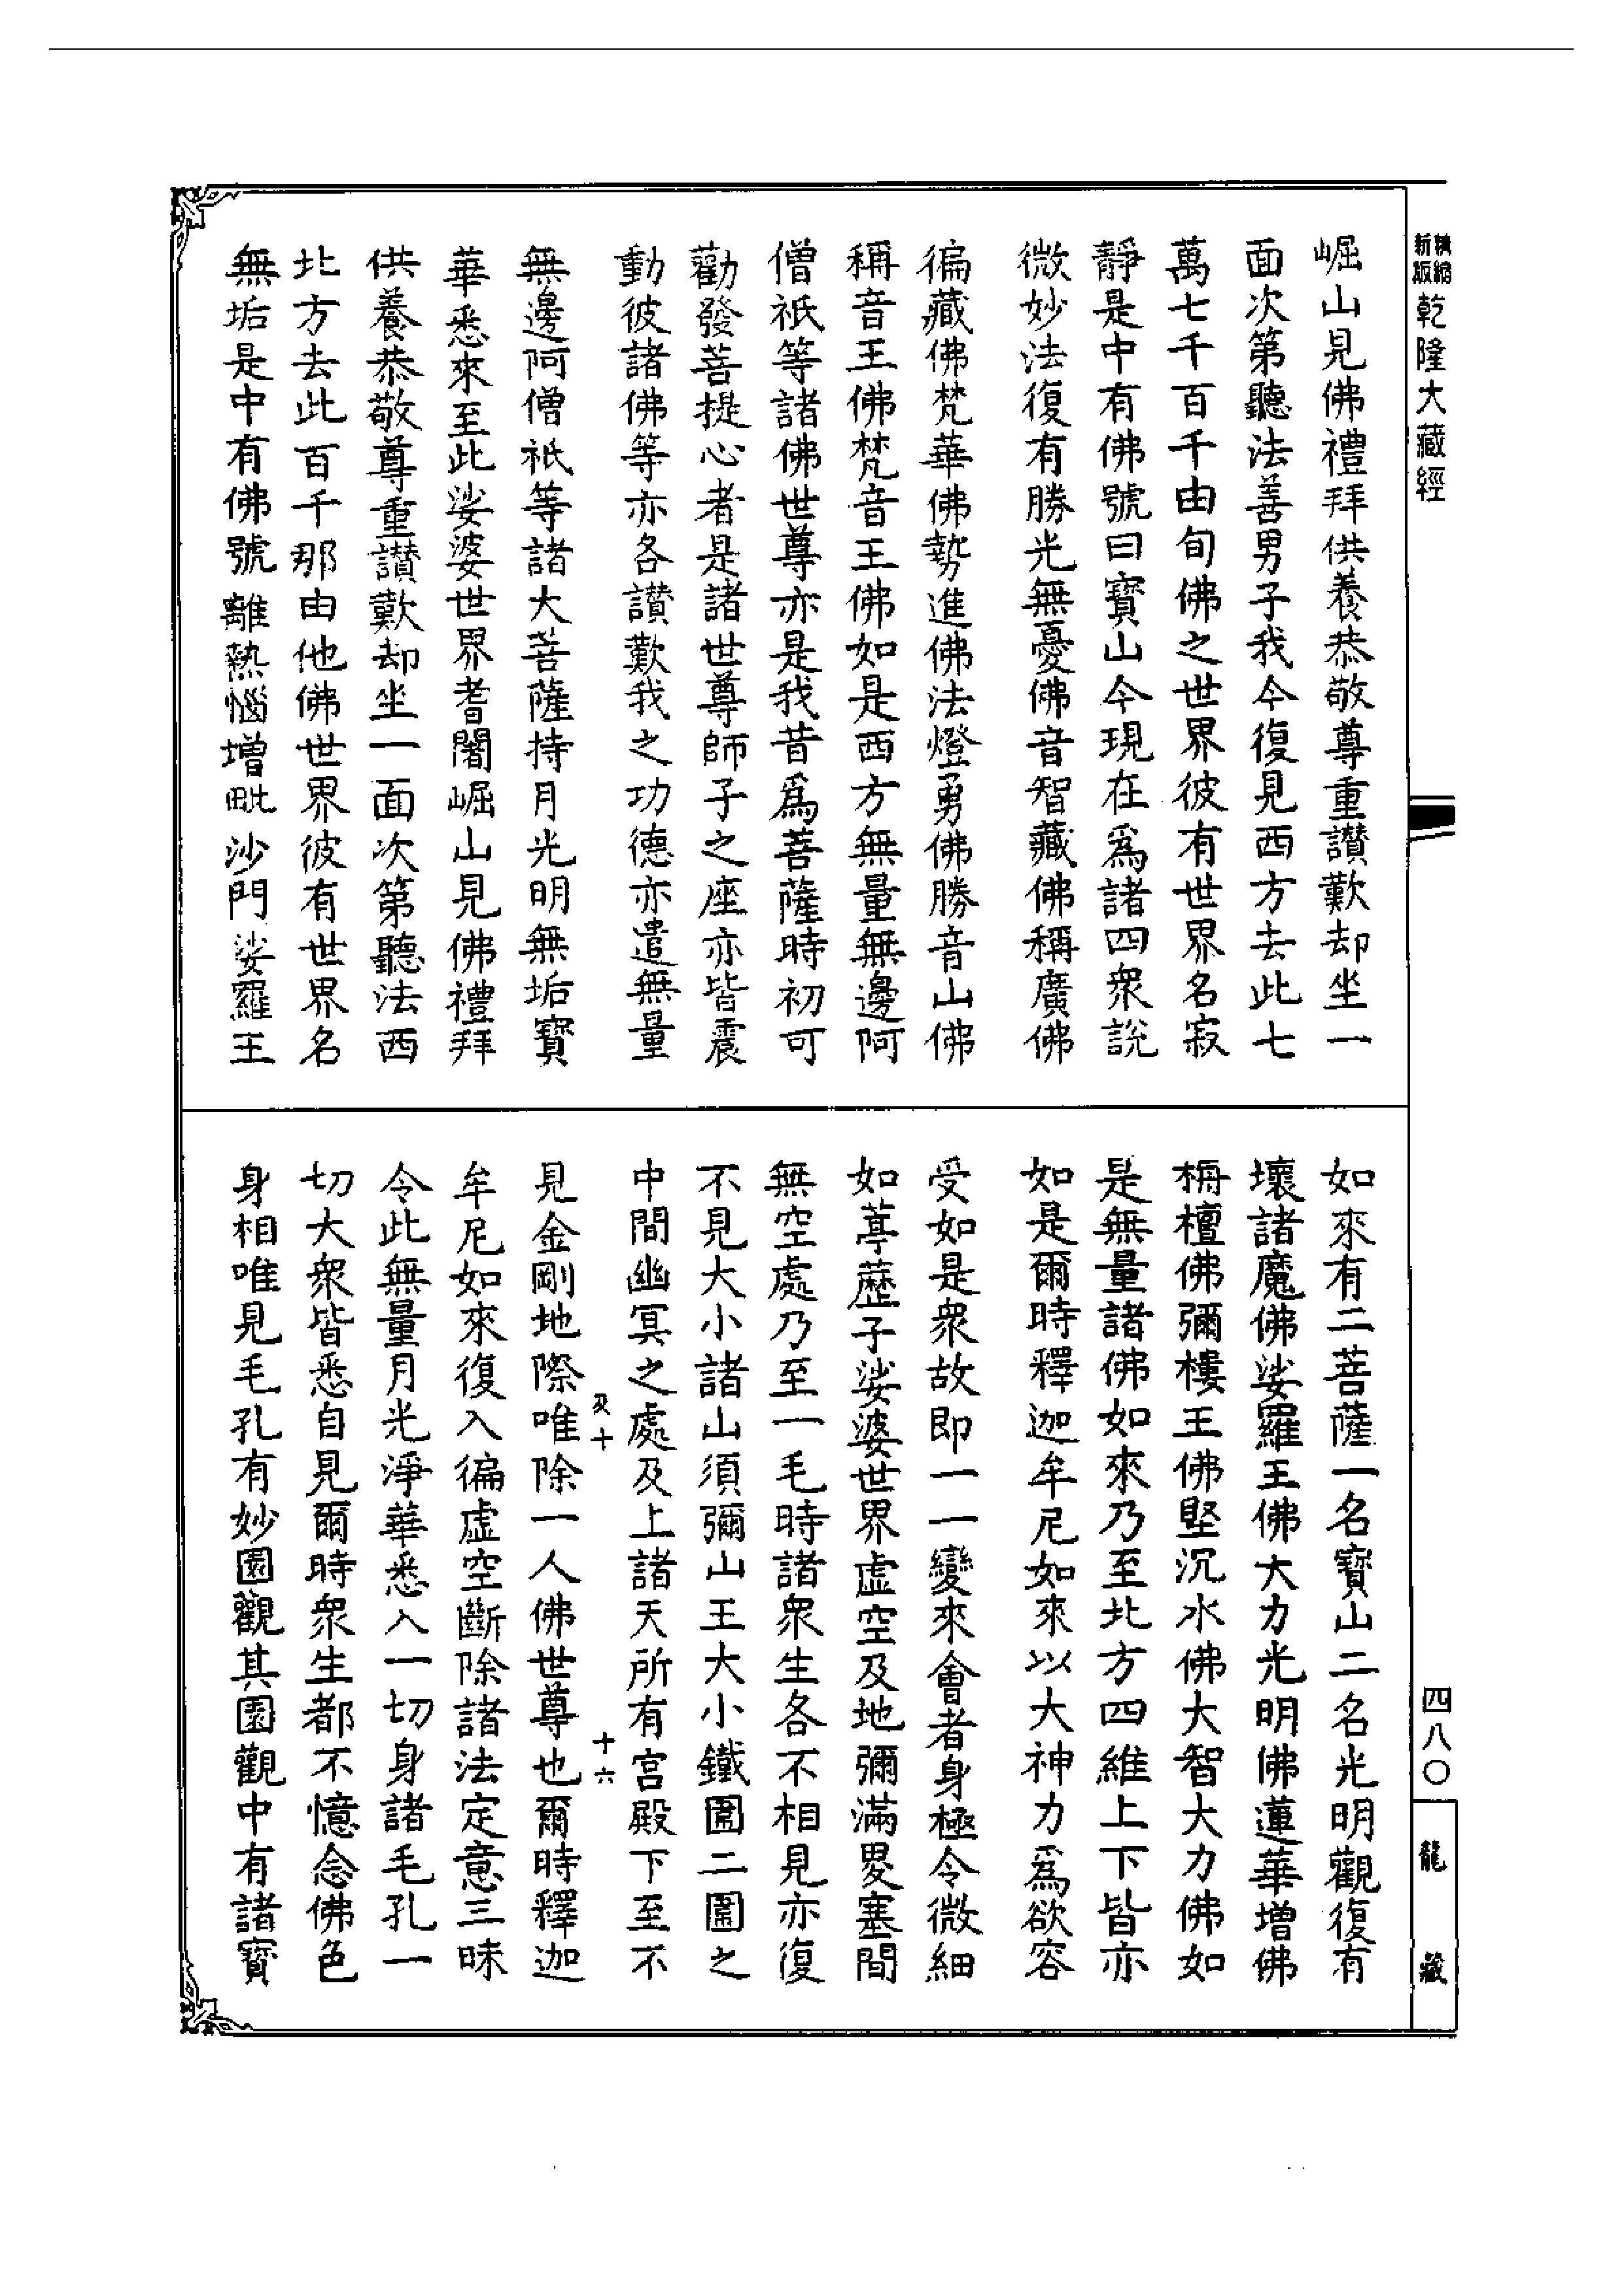 精縮新版
乾隆大藏經
崛山見佛禮拜供養恭敬尊重讃歎却坐一
面次第聽法善男子我今復見西方去此七
萬七千百千由旬佛之世界彼有世界名寂
靜是中有佛號曰寶山今現在爲諸四衆説
微妙法復有勝光無憂佛音智藏佛稱廣佛
徧藏佛梵華佛勢進佛法燈勇佛勝音山佛
稱音王佛梵音王佛如是西方無量無邊阿
僧祇等諸佛世尊亦是我昔爲菩薩時初可
勸發菩提心者是諸世尊師子之座亦皆震
動彼諸佛等亦各讃歎我之功德亦遣無量
無邊阿僧祇等諸大菩薩持月光明無垢寶
華悉來至此娑婆世界耆闍崛山見佛禮拜
供養恭敬尊重讃歎却坐一面次第聽法西
北方去此百千那由他佛世界彼有世界名
無垢是中有佛號離熱惱增毗沙門娑羅王
如來有二菩薩一名寶山二名光明觀復有
壞諸魔佛娑羅王佛大力光明佛蓮華增佛
栴檀佛彌樓王佛堅沉水佛大智大力佛如
是無量諸佛如來乃至北方四維上下皆亦
如是爾時釋迦牟尼如來以大神力爲欲容
受如是衆故即一一變來會者身極令微細
如葶藶子娑婆世界虛空及地彌滿畟塞間
無空處乃至一毛時諸衆生各不相見亦復
不見大小諸山須彌山王大小鐵圍二圍之
中間幽冥之處及上諸天所有宮殿下至不
及十 十六
見金剛地際唯除一人佛世尊也爾時釋迦
牟尼如來復入徧虛空斷除諸法定意三昧
令此無量月光淨華悉入一切身諸毛孔一
切大衆皆悉自見爾時衆生都不憶念佛色
身相唯見毛孔有妙園觀其園觀中有諸寶
四八〇
龍藏